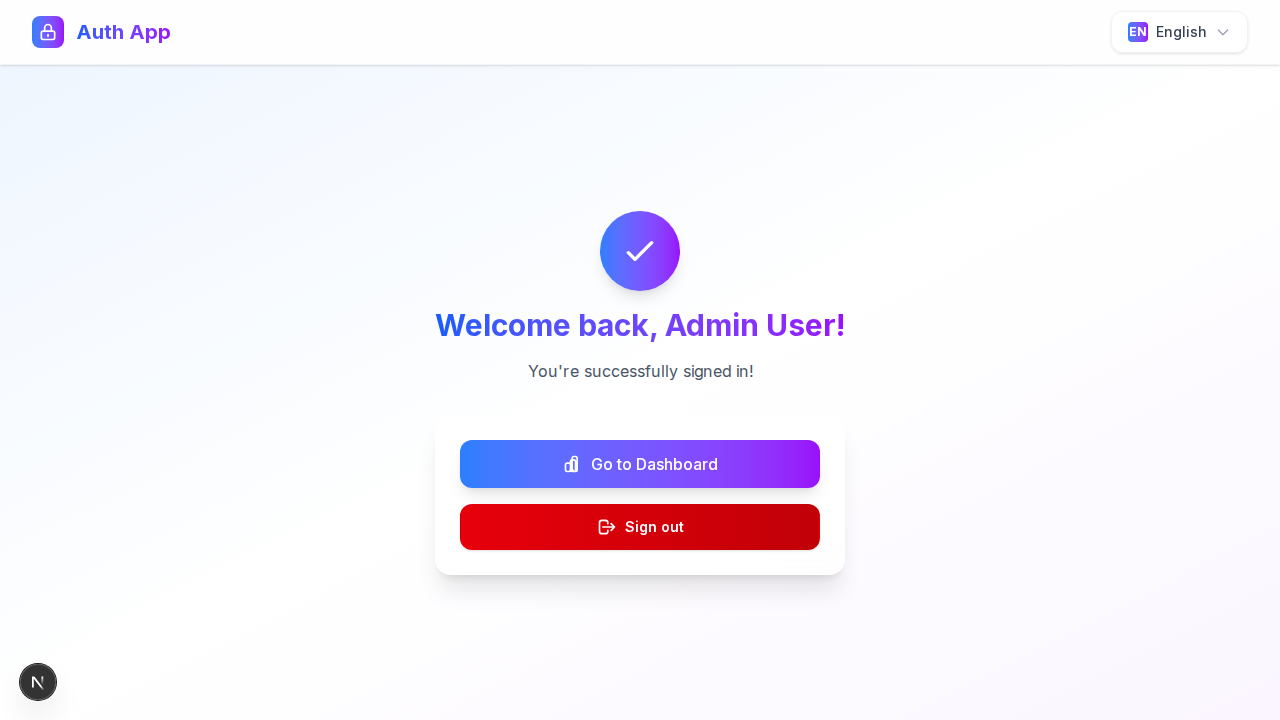 Auth App
EN English
Welcome back, Admin User!
You're successfully signed in!
Go to Dashboard
Sign out
N